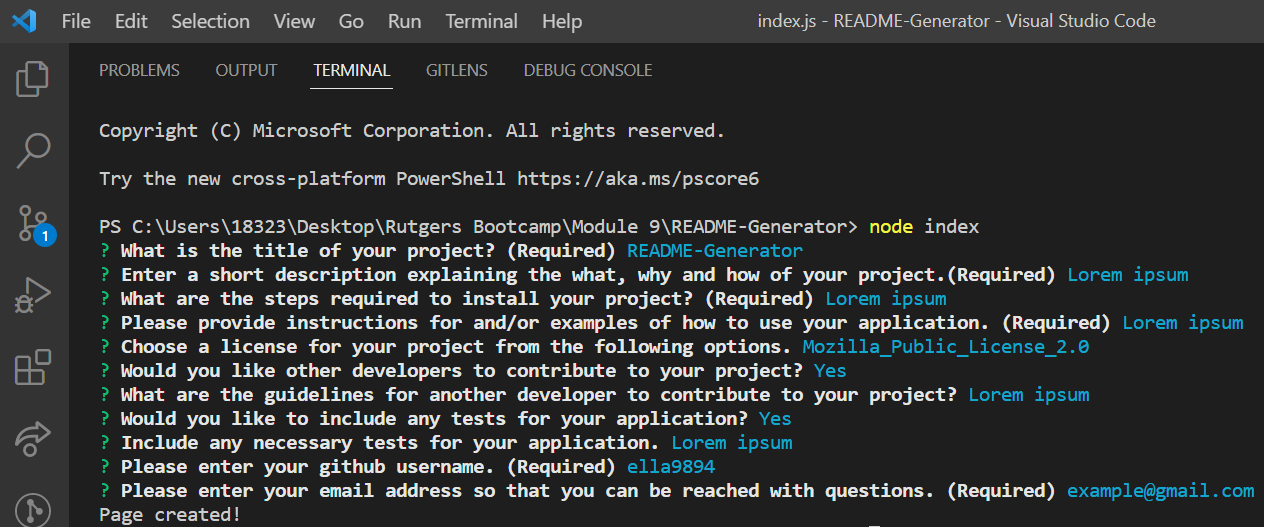 File Edit Selection View Go Run Terminal Help index.js - README-Generator - Visual Studio Code
PROBLEMS OUTPUT TERMINAL GITLENS DEBUG CONSOLE
Copyright (C) Microsoft Corporation. All rights reserved.
Try the new cross-platform PowerShell https://aka.ms/pscore6
PS C:\Users\18323\Desktop\Rutgers Bootcamp\Module 9\README-Generator> node index
1
? What is the title of your project? (Required) README-Generator
? Enter a short description explaining the what, why and how of your project.(Required) Lorem ipsum
? What are the steps required to install your project? (Required) Lorem ipsum
? Please provide instructions for and/or examples of how to use your application. (Required) Lorem ipsum
? Choose a license for your project from the following options. Mozilla_Public_License_2.0
? Would you like other developers to contribute to your project? Yes
? What are the guidelines for another developer to contribute to your project? Lorem ipsum
? Would you like to include any tests for your application? Yes
? Include any necessary tests for your application. Lorem ipsum
? Please enter your github username. (Required) ella9894
? Please enter your email address so that you can be reached with questions. (Required) example@gmail.com
Page created!